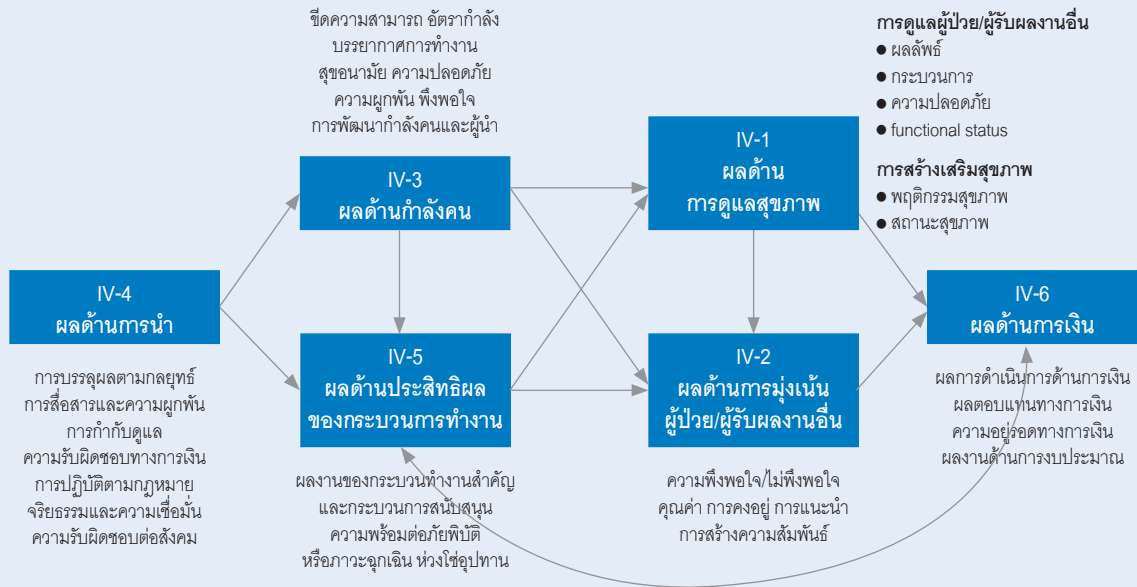 ขีดความสามารถ อัตรากำลัง
บรรยากาศการทำงาน
สุขอนามัย ความปลอดภัย
ความผูกพัน พึงพอใจ
การพัฒนากำลังคนและผู้นำ
การดูแลผู้ป่วย/ผู้รับผลงานอื่น
● ผลลัพธ์
● กระบวนการ
● ความปลอดภัย
● functional status
การสร้างเสริมสุขภาพ
● พฤติกรรมสุขภาพ
● สถานะสุขภาพ
IV-3
ผลด้านกำลังคน
IV-1
ผลด้าน
การดูแลสุขภาพ
IV-4
ผลด้านการนำ
IV-6
ผลด้านการเงิน
IV-5
ผลด้านประสิทธิผล
ของกระบวนการทำงาน
IV-2
ผลด้านการมุ่งเน้น
ผู้ป่วย/ผู้รับผลงานอื่น
การบรรลุผลตามกลยุทธ์
การสื่อสารและความผูกพัน
การกำกับดูแล
ความรับผิดชอบทางการเงิน
การปฏิบัติตามกฎหมาย
จริยธรรมและความเชื่อมั่น
ความรับผิดชอบต่อสังคม
ผลงานของกระบวนทำงานสำคัญ
และกระบวนการสนับสนุน
ความพร้อมต่อภัยพิบัติ
หรือภาวะฉุกเฉิน ห่วงโซ่อุปทาน
ความพึงพอใจ/ไม่พึงพอใจ
คุณค่า การคงอยู่ การแนะนำ
การสร้างความสัมพันธ์
ผลการดำเนินการด้านการเงิน
ผลตอบแทนทางการเงิน
ความอยู่รอดทางการเงิน
ผลงานด้านการงบประมาณ